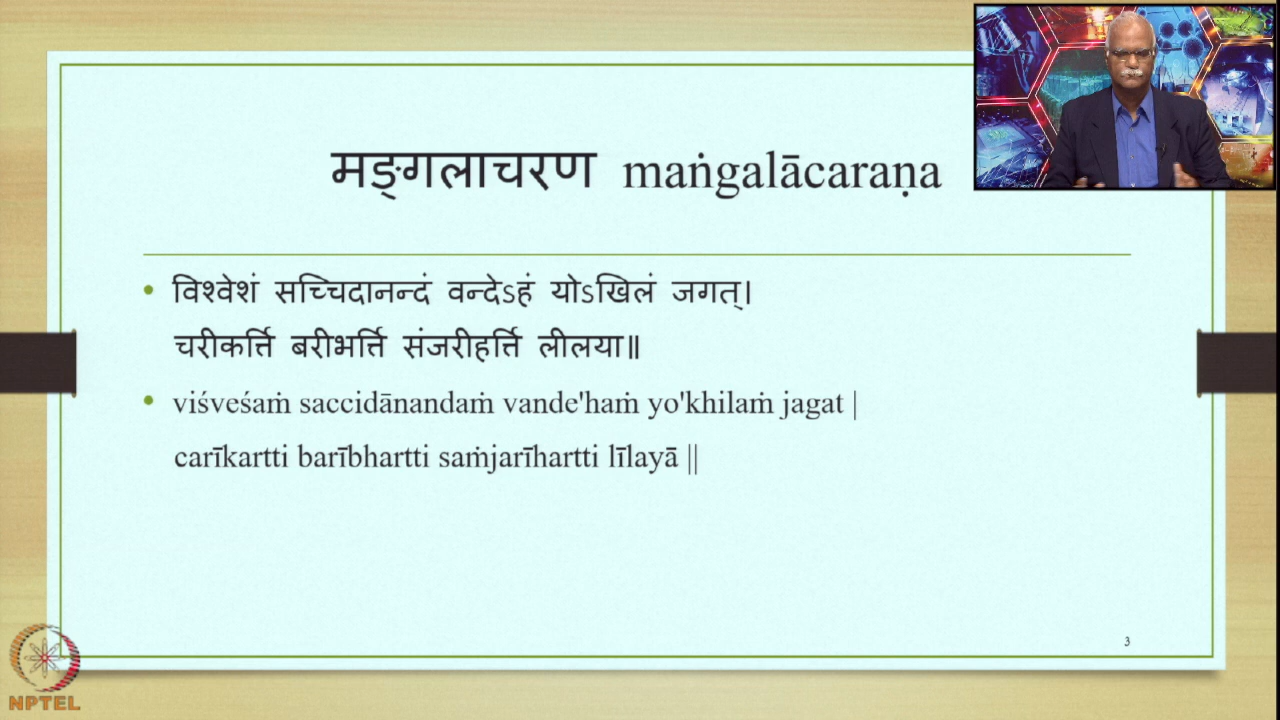 मङ्गलाचरण maṅgalācaraṇa
• विश्वेशं सच्चिदानन्दं वन्देऽहं योऽखिलं जगत्।
चरीकर्त्ति बरीभर्त्ति संजरीहर्त्ति लीलया॥
• viśveśaṁ saccidānandaṁ vande'haṁ yo'khilaṁ jagat |
carīkartti barībhartti saṁjarīhartti līlayā ||
3
NPTEL